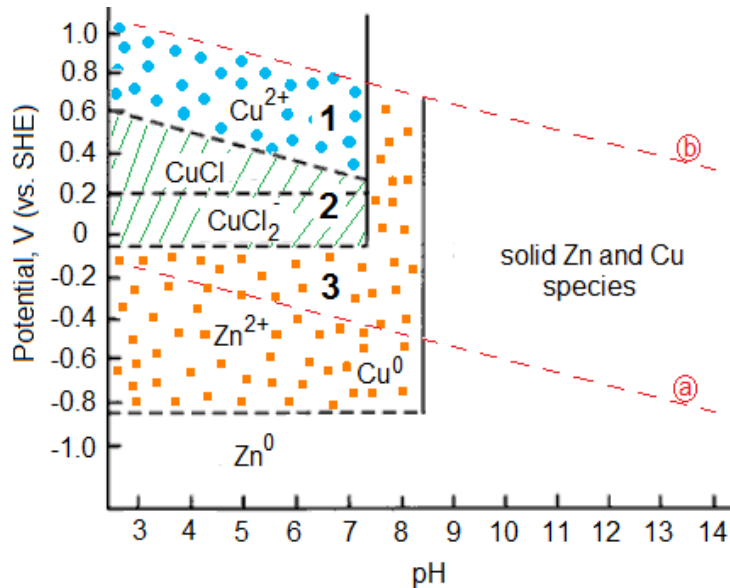 1.0
0.8
0.6
0.4
0.2
0
-0.2
-0.4
-0.6
-0.8
-1.0
Potential, V (vs. SHE)
Cu2+
1
CuCl
2
CuCl2-
3
Zn2+
Cu0
Zn0
solid Zn and Cu
species
b
a
3 4 5 6 7 8 9 10 11 12 13 14
pH